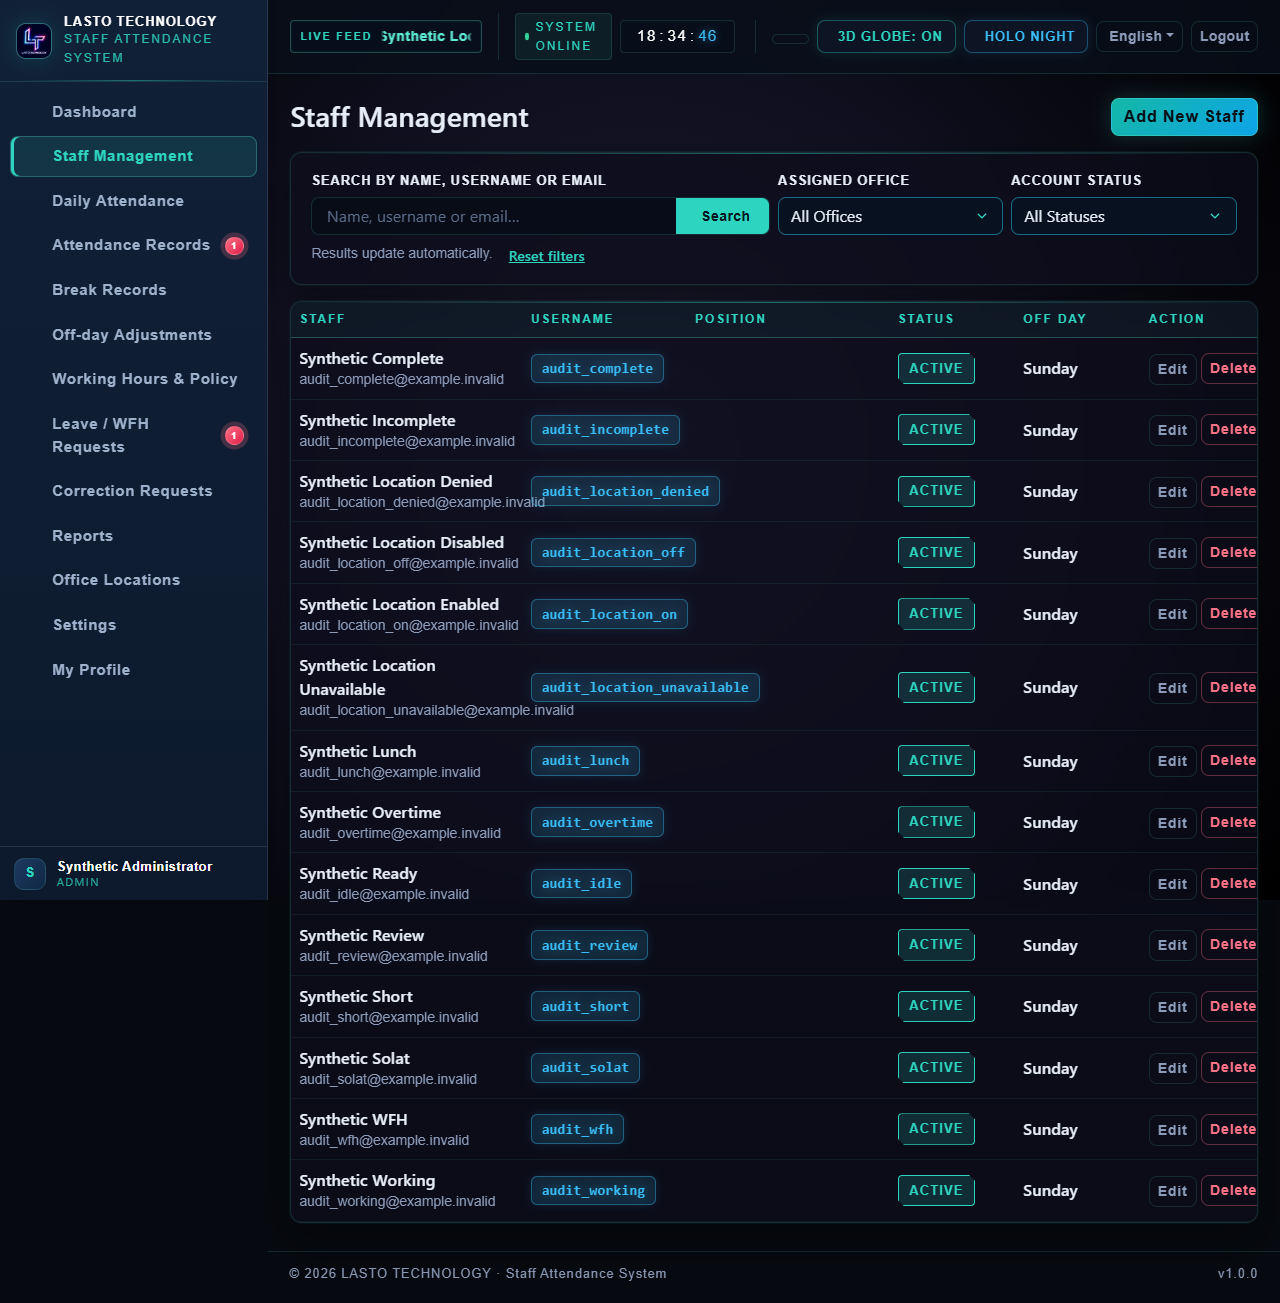 LASTO TECHNOLOGY
STAFF ATTENDANCE
SYSTEM
LIVE FEED
SYSTEM
ONLINE
18:34:46
3D GLOBE: ON
HOLO NIGHT
English
Logout
Dashboard
Staff Management
Daily Attendance
Attendance Records 1
Break Records
Off-day Adjustments
Working Hours & Policy
Leave / WFH
Requests 1
Correction Requests
Reports
Office Locations
Settings
My Profile
S
Synthetic Administrator
ADMIN
Staff Management
Add New Staff
SEARCH BY NAME, USERNAME OR EMAIL
Name, username or email...
Search
ASSIGNED OFFICE
All Offices
ACCOUNT STATUS
All Statuses
Results update automatically. Reset filters
STAFF USERNAME POSITION STATUS OFF DAY ACTION
Synthetic Complete
audit_complete@example.invalid
audit_complete ACTIVE Sunday Edit Delete
Synthetic Incomplete
audit_incomplete@example.invalid
audit_incomplete ACTIVE Sunday Edit Delete
Synthetic Location Denied
audit_location_denied@example.invalid
audit_location_denied ACTIVE Sunday Edit Delete
Synthetic Location Disabled
audit_location_off@example.invalid
audit_location_off ACTIVE Sunday Edit Delete
Synthetic Location Enabled
audit_location_on@example.invalid
audit_location_on ACTIVE Sunday Edit Delete
Synthetic Location
Unavailable
audit_location_unavailable@example.invalid
audit_location_unavailable ACTIVE Sunday Edit Delete
Synthetic Lunch
audit_lunch@example.invalid
audit_lunch ACTIVE Sunday Edit Delete
Synthetic Overtime
audit_overtime@example.invalid
audit_overtime ACTIVE Sunday Edit Delete
Synthetic Ready
audit_idle@example.invalid
audit_idle ACTIVE Sunday Edit Delete
Synthetic Review
audit_review@example.invalid
audit_review ACTIVE Sunday Edit Delete
Synthetic Short
audit_short@example.invalid
audit_short ACTIVE Sunday Edit Delete
Synthetic Solat
audit_solat@example.invalid
audit_solat ACTIVE Sunday Edit Delete
Synthetic WFH
audit_wfh@example.invalid
audit_wfh ACTIVE Sunday Edit Delete
Synthetic Working
audit_working@example.invalid
audit_working ACTIVE Sunday Edit Delete
© 2026 LASTO TECHNOLOGY · Staff Attendance System
v1.0.0